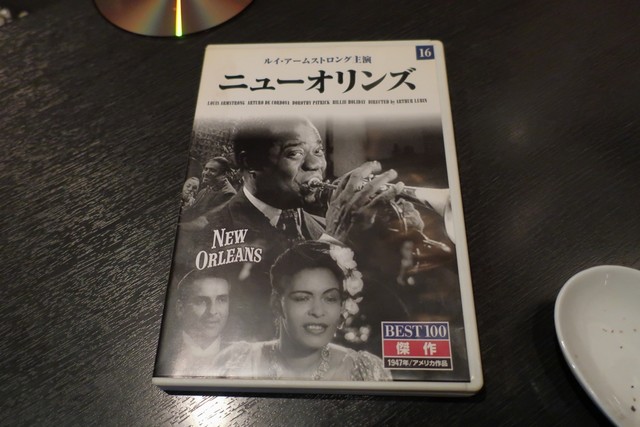 16
ルイ・アームストロング主演
ニューオリンズ
LOUIS ARMSTRONG ARTURO DE CORDOVA DOROTHY PATRICK BILLIE HOLIDAY DIRECTED by ARTHUR LUBIN
NEW
ORLEANS
BEST100
傑作
1947年/アメリカ作品